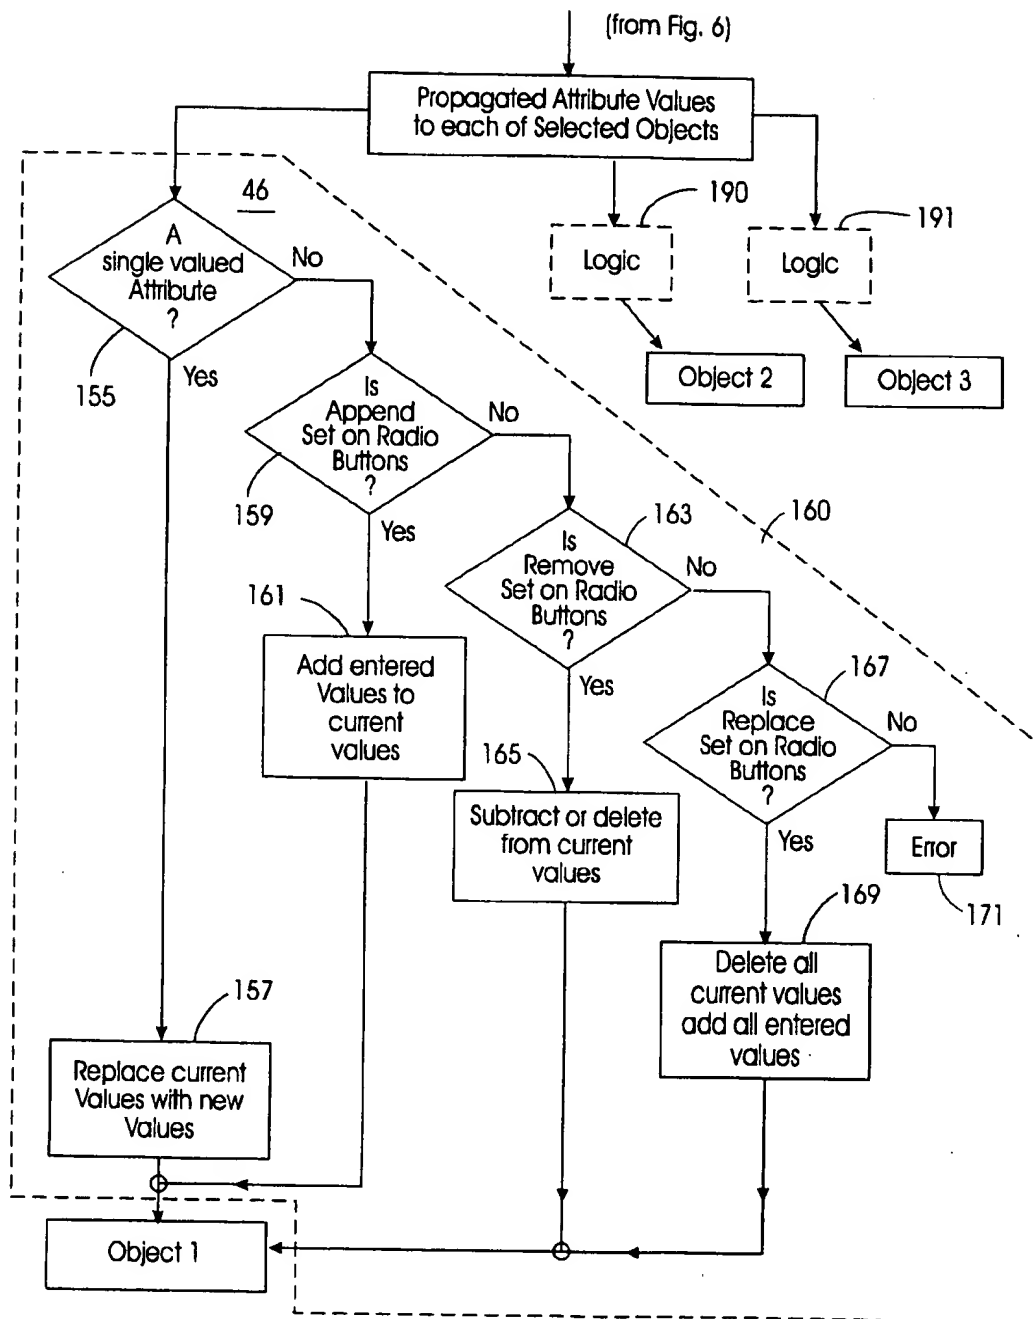 (from Fig. 6)
Propagated Attribute Values
to each of Selected Objects
46
190
191
A
single valued
Attribute
?
No
Logic
Logic
155
Yes
Object 2
Object 3
Is
Append
Set on Radio
Buttons
?
No
159
Yes
163
160
Is
Remove
Set on Radio
Buttons
?
No
161
Add entered
Values to
current
values
Yes
167
Is
Replace
Set on Radio
Buttons
?
No
165
Subtract or delete
from current
values
Yes
Error
171
169
Delete all
current values
add all entered
values
157
Replace current
Values with new
Values
Object 1